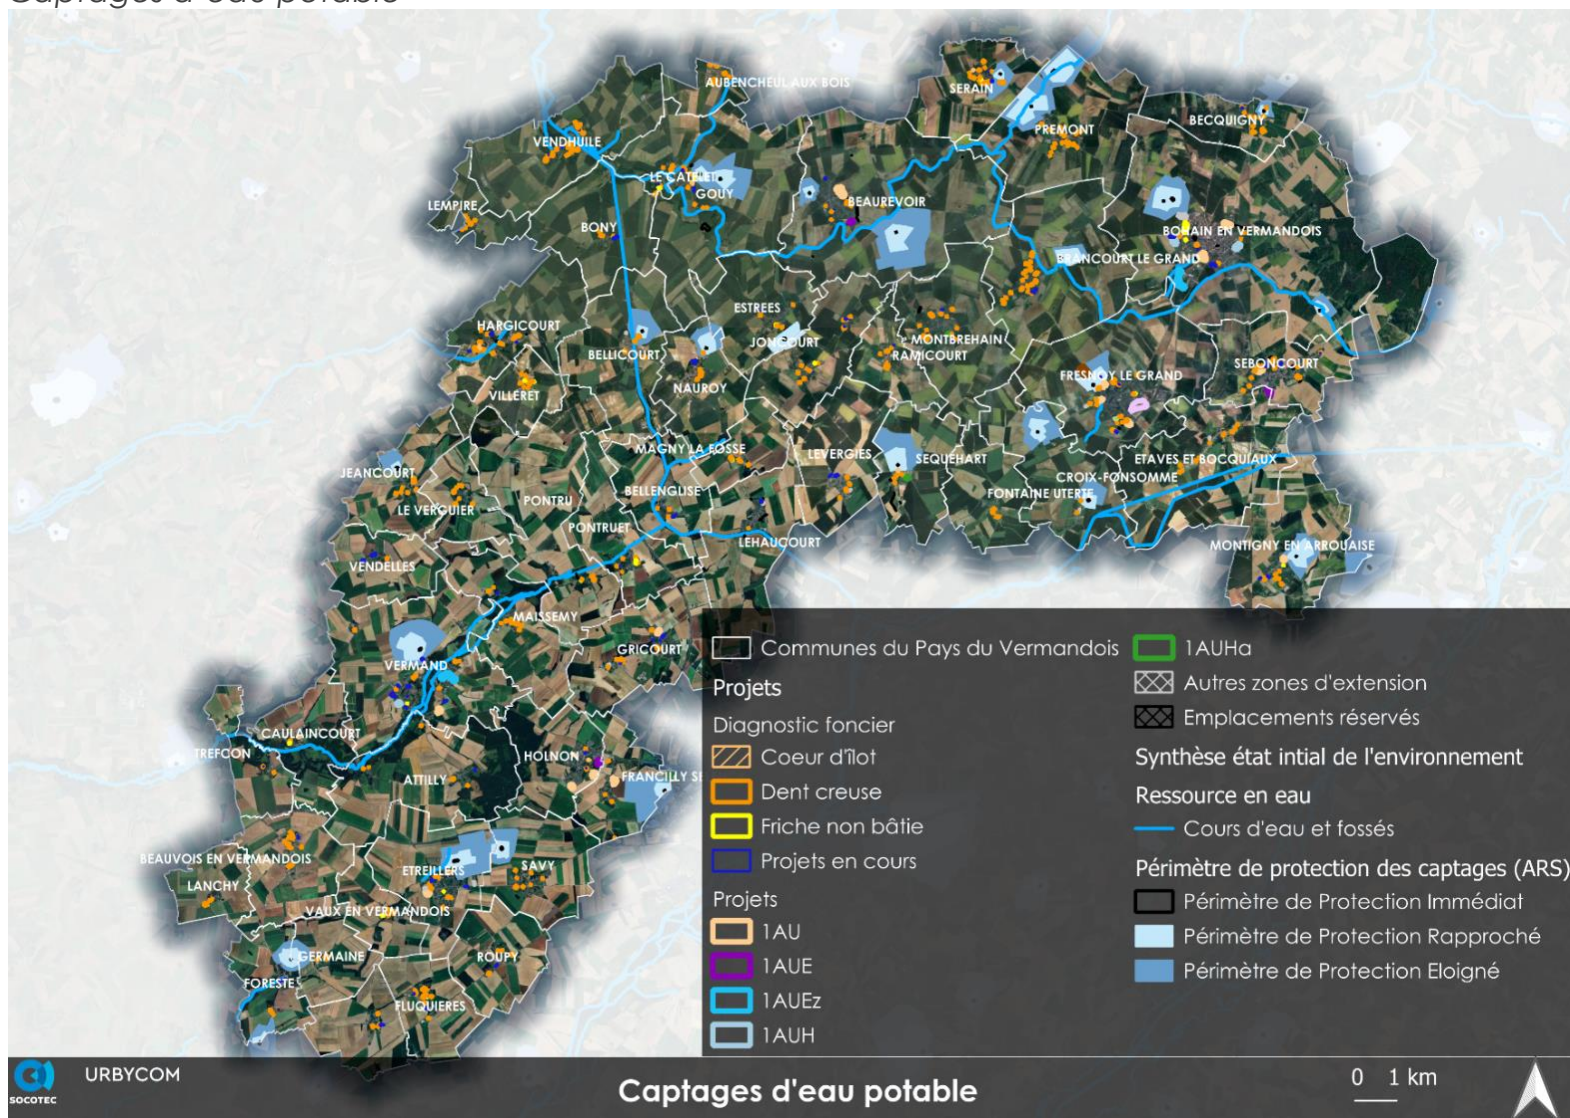 Captages d'eau potable
AUBENCHEUL AUX BOIS
SERAIN
PREMONT
BECQUIGNY
VENDHUILE
LE CATELET
GOUY
BEAUREVOIR
LEMPIRE
BONY
BOHAIN EN VERMANDOIS
BRANCOURT LE GRAND
ESTREES
HARGICOURT
BELLICOURT
JONCOURT
MONTBREHAIN
RAMICOURT
SEBONCOURT
FRESNOY LE GRAND
VILLERET
NAUROY
MAGNY LA FOSSE
LEVERGIES
SEQUEHART
ETAVES ET BOCQUIAUX
CROIX-FONSOMME
JEANCOURT
LE VERGUIER
PONTRU
BELLENGLISE
FONTAINE UTERTE
PONTRUET
LEHAUCOURT
MONTIGNY EN ARROUAISE
VENDELLES
MAISSEMY
GRICOURT
VERMAND
CAULAINCOURT
TREFCON
HOLNON
FRANCILLY SE
ATTILLY
BEAUVOIS EN VERMANDOIS
ETREILLERS
SAVY
LANCHY
VAUX EN VERMANDOIS
GERMAINE
ROUPY
FORESTE
FLUQUIERES
Communes du Pays du Vermandois
Projets
Diagnostic foncier
Coeur d'îlot
Dent creuse
Friche non bâtie
Projets en cours
Projets
1AU
1AUE
1AUEz
1AUH
1AUHa
Autres zones d'extension
Emplacements réservés
Synthèse état intial de l'environnement
Ressource en eau
Cours d'eau et fossés
Périmètre de protection des captages (ARS)
Périmètre de Protection Immédiat
Périmètre de Protection Rapproché
Périmètre de Protection Eloigné
SOCOTEC
URBYCOM
Captages d'eau potable
0 1 km